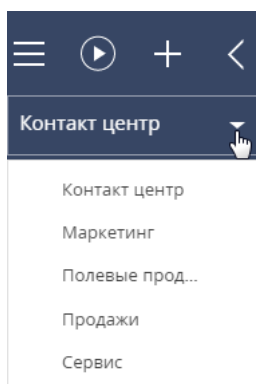 Контакт центр
Контакт центр
Маркетинг
Полевые прод...
Продажи
Сервис